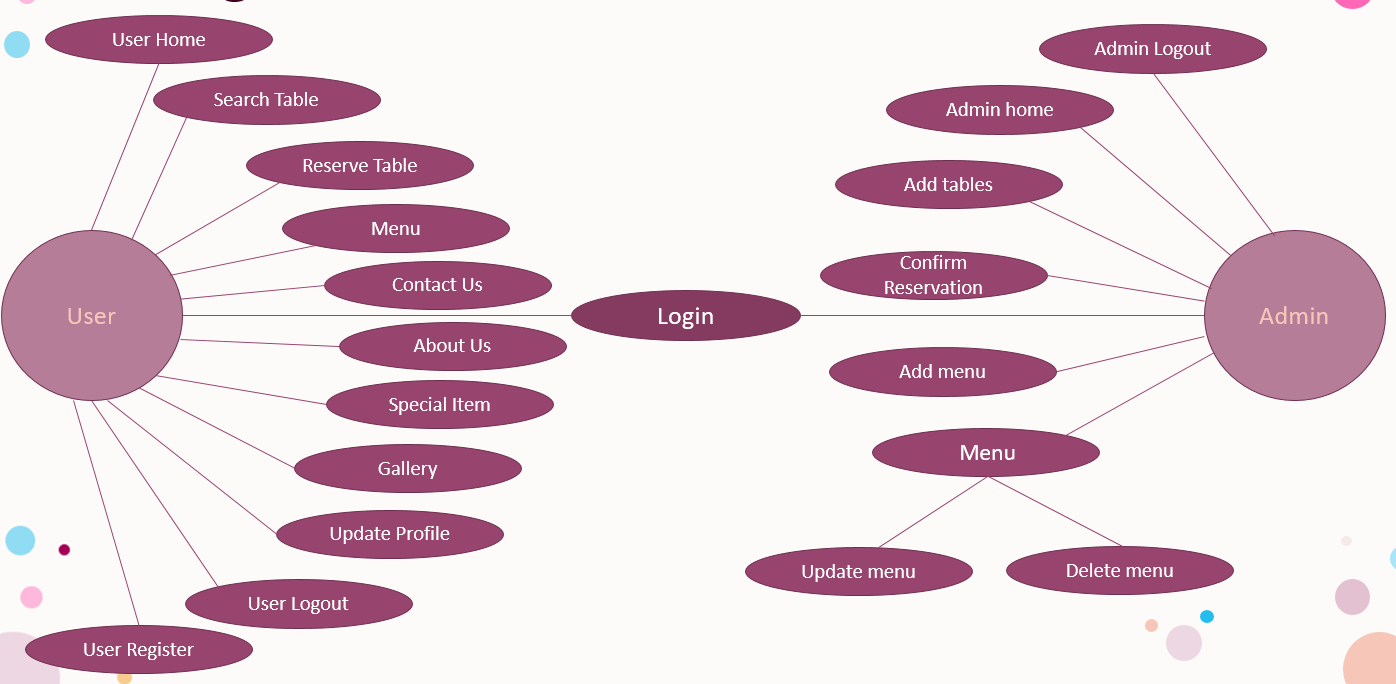 User Home
Search Table
Reserve Table
Menu
Contact Us
User
About Us
Special Item
Gallery
Update Profile
User Logout
User Register
Login
Admin Logout
Admin home
Add tables
Confirm
Reservation
Admin
Add menu
Menu
Update menu
Delete menu